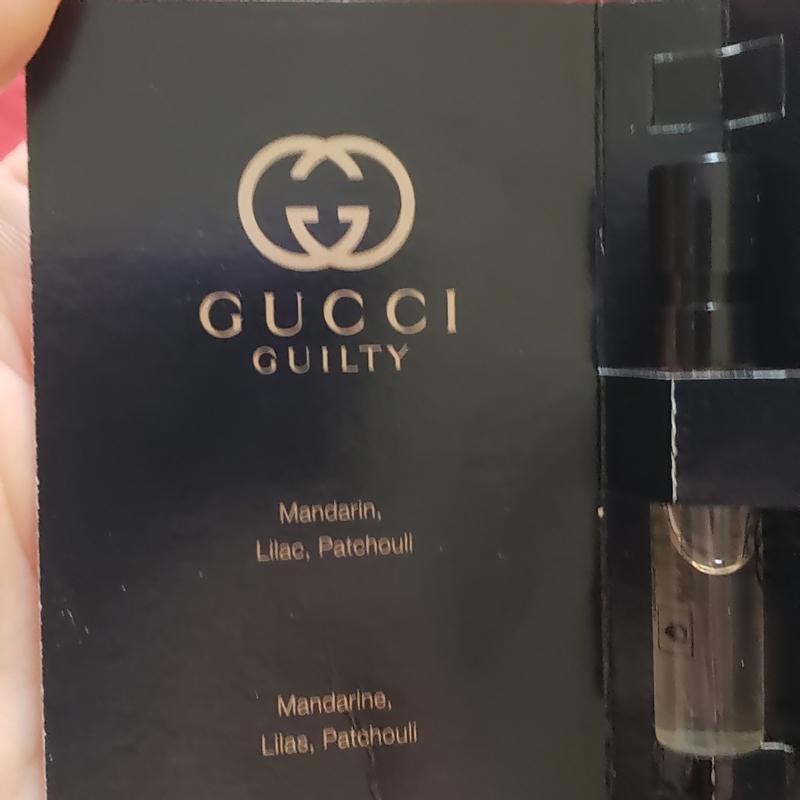 GUCCI
GUILTY
Mandarin,
Lilac, Patchouli
Mandarine,
Lilas, Patchouli